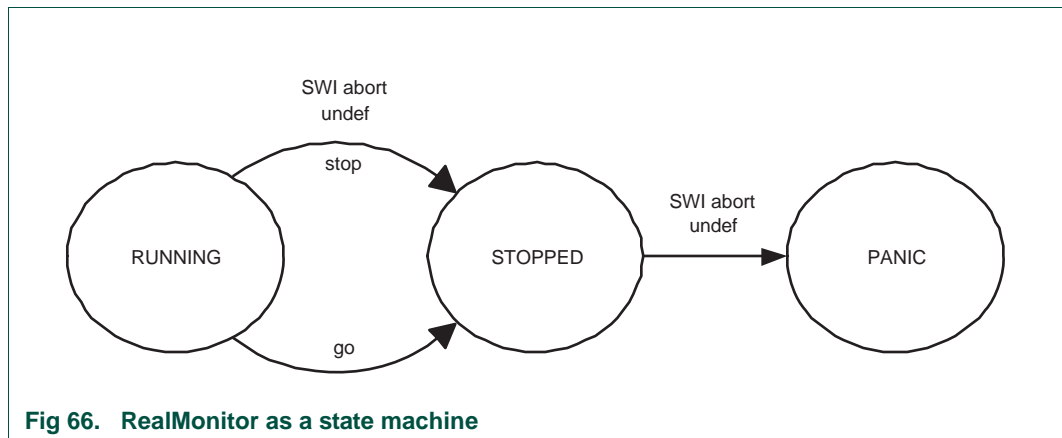 SWI abort
undef
stop
SWI abort
undef
RUNNING
STOPPED
PANIC
go
Fig 66. RealMonitor as a state machine